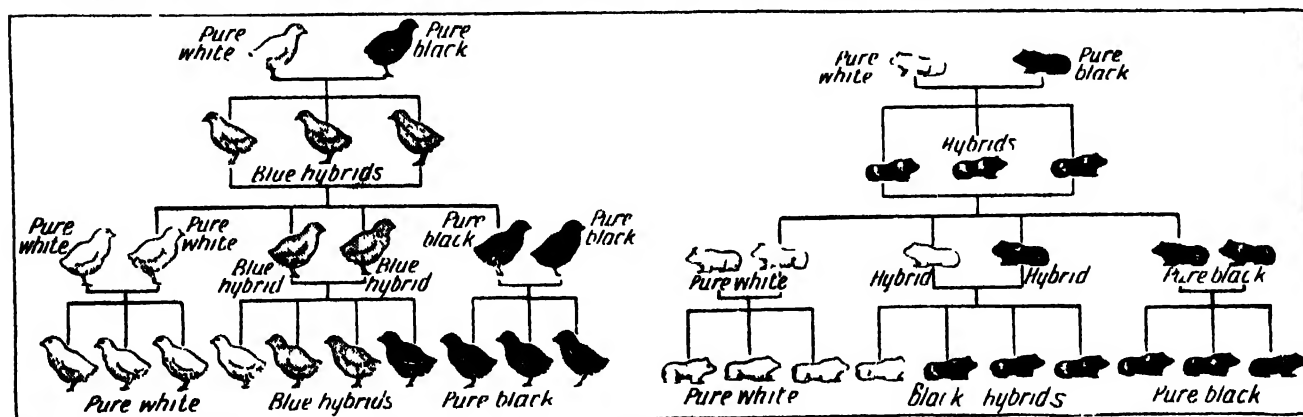 Pure
white
Pure
black
Blue hybrids
Pure
white
Pure
white
Blue
hybrid
Blue
hybrid
Pure
black
Pure
black
Pure white
Blue hybrids
Pure black
Pure
white
Pure
black
Hybrids
Pure white
Hybrid
Hybrid
Pure black
Pure white
Black hybrids
Pure black